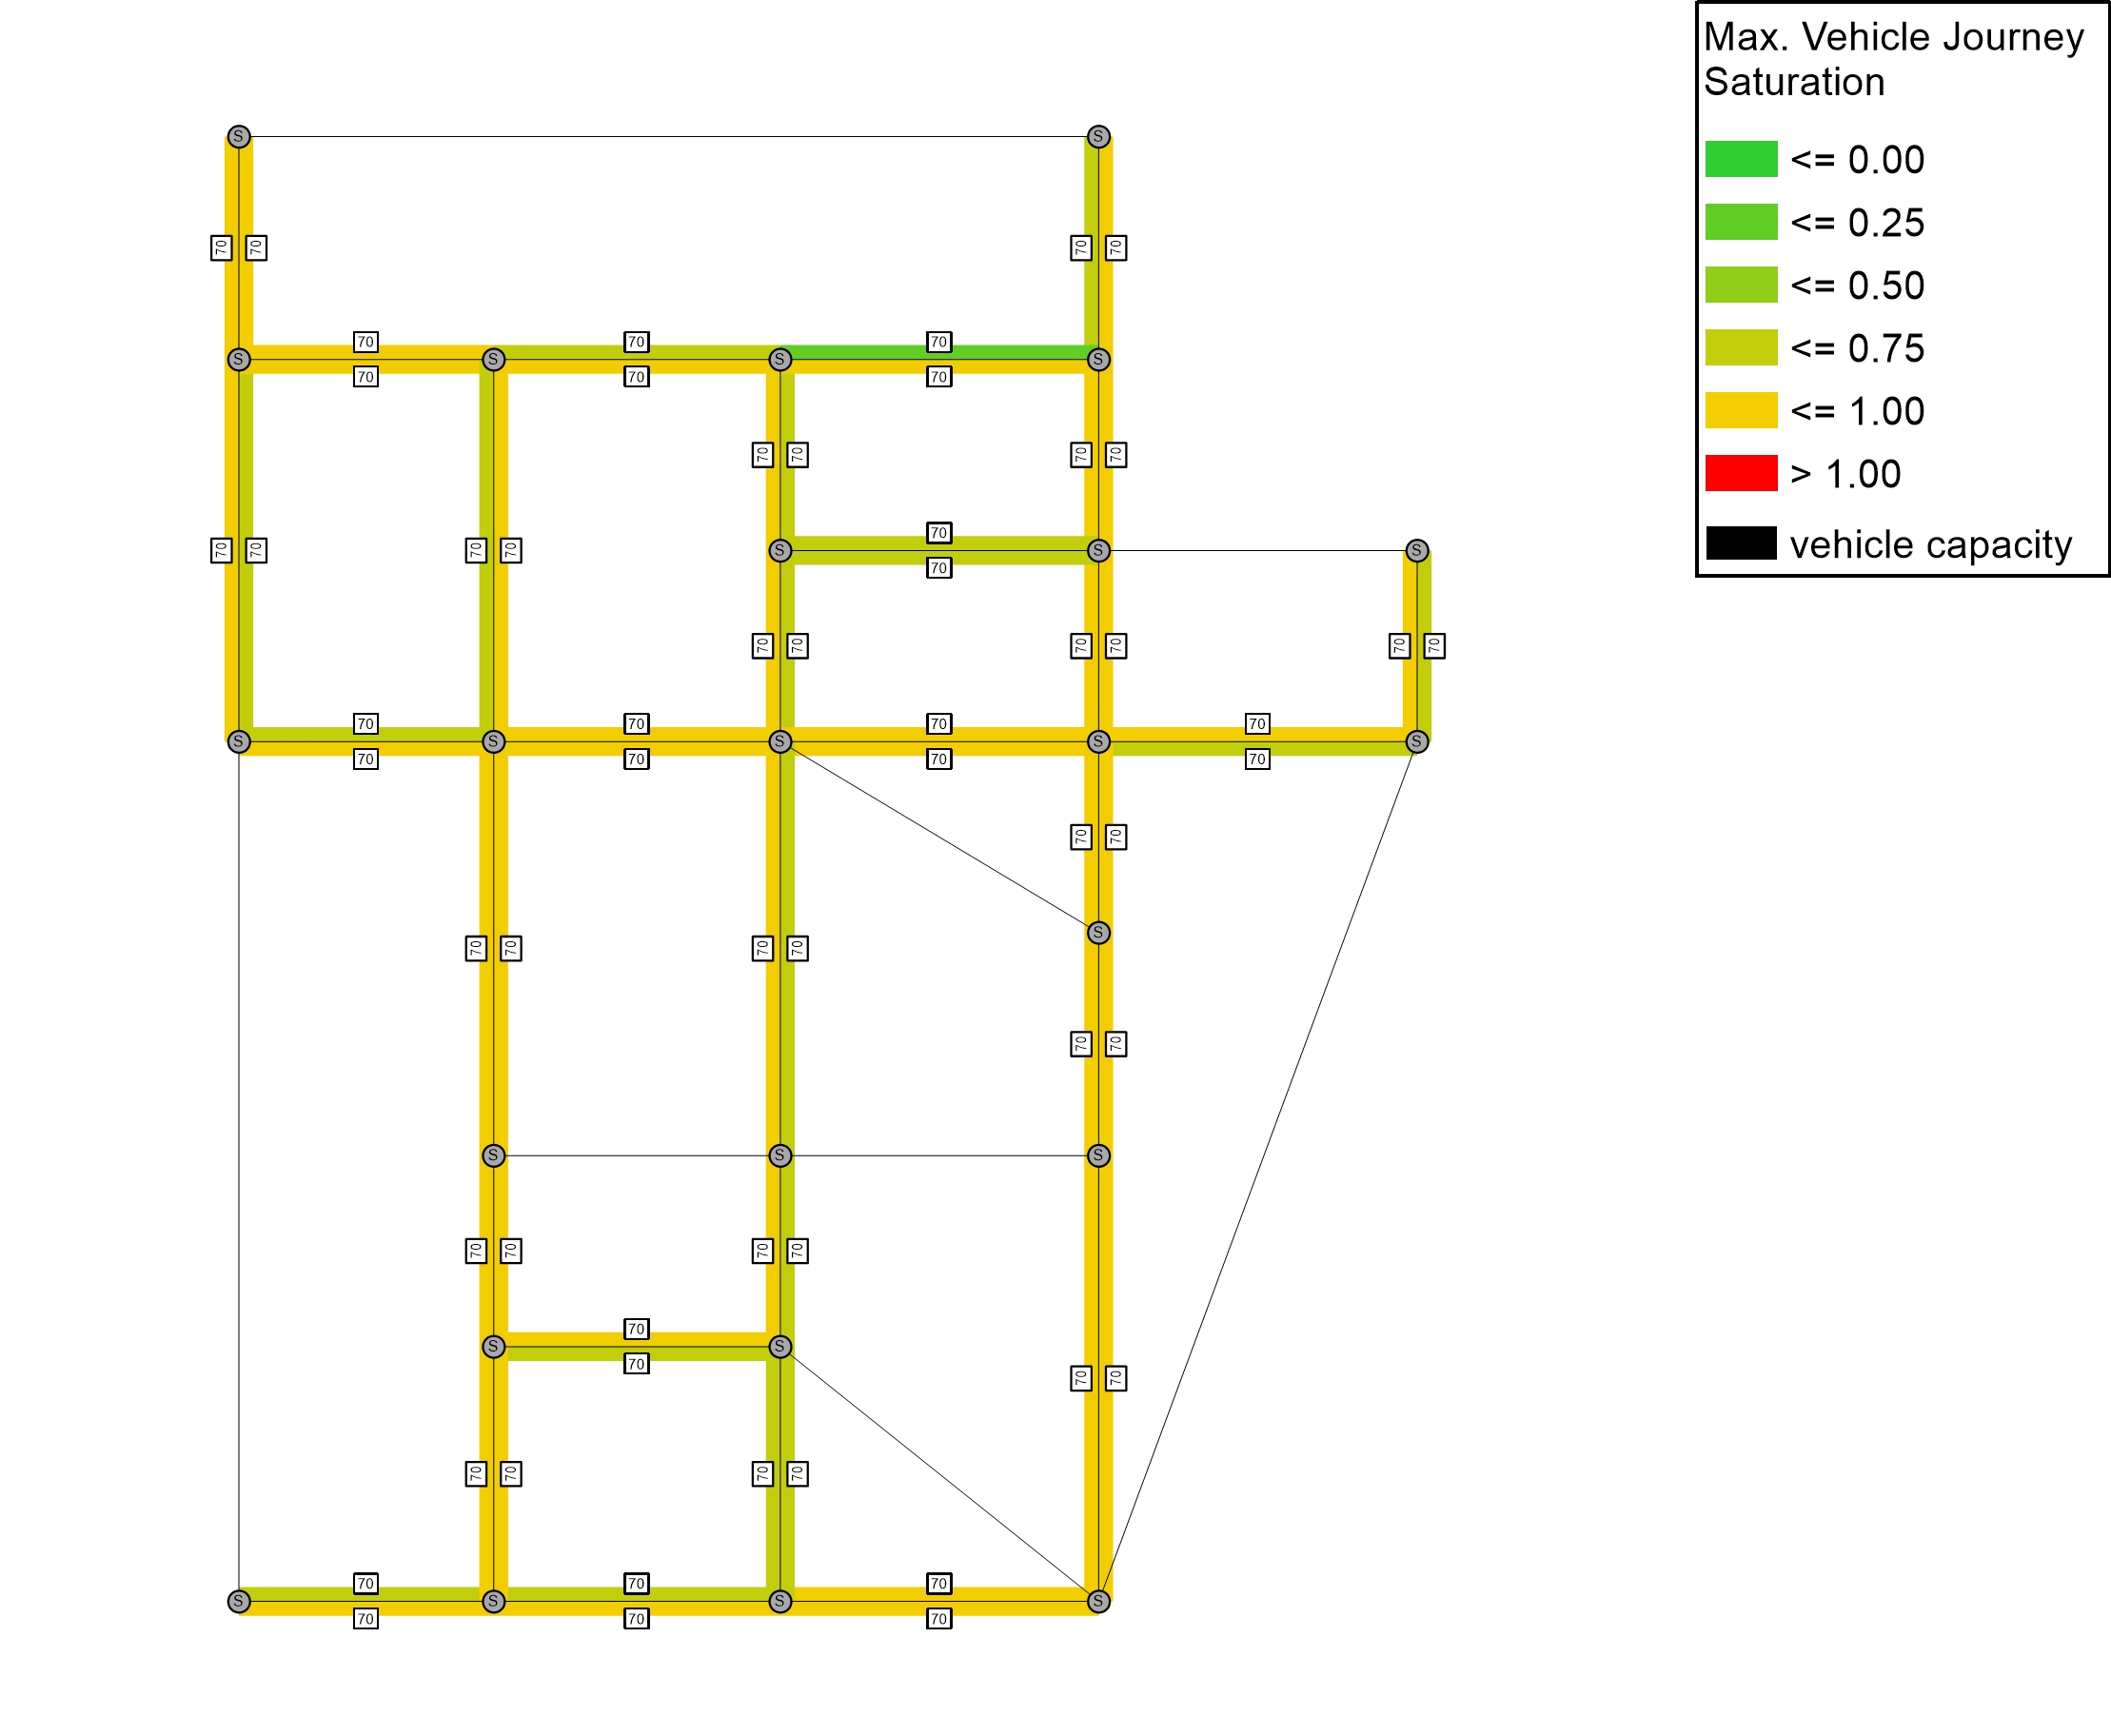 Max. Vehicle Journey
Saturation
<= 0.00
<= 0.25
<= 0.50
<= 0.75
<= 1.00
> 1.00
vehicle capacity
S S
70 70 70 70
70 70 70
S S S S
70 70 70
70 70 70 70
70
70 70 70 70 S S S
70
70 70 70 70 70 70
70 70 70 70
S S S S S
70 70 70 70
70 70
S
70 70 70 70
70 70
S S S
70 70 70 70
70
S S
70
70 70
70 70 70 70
70 70 70
S S S S
70 70 70